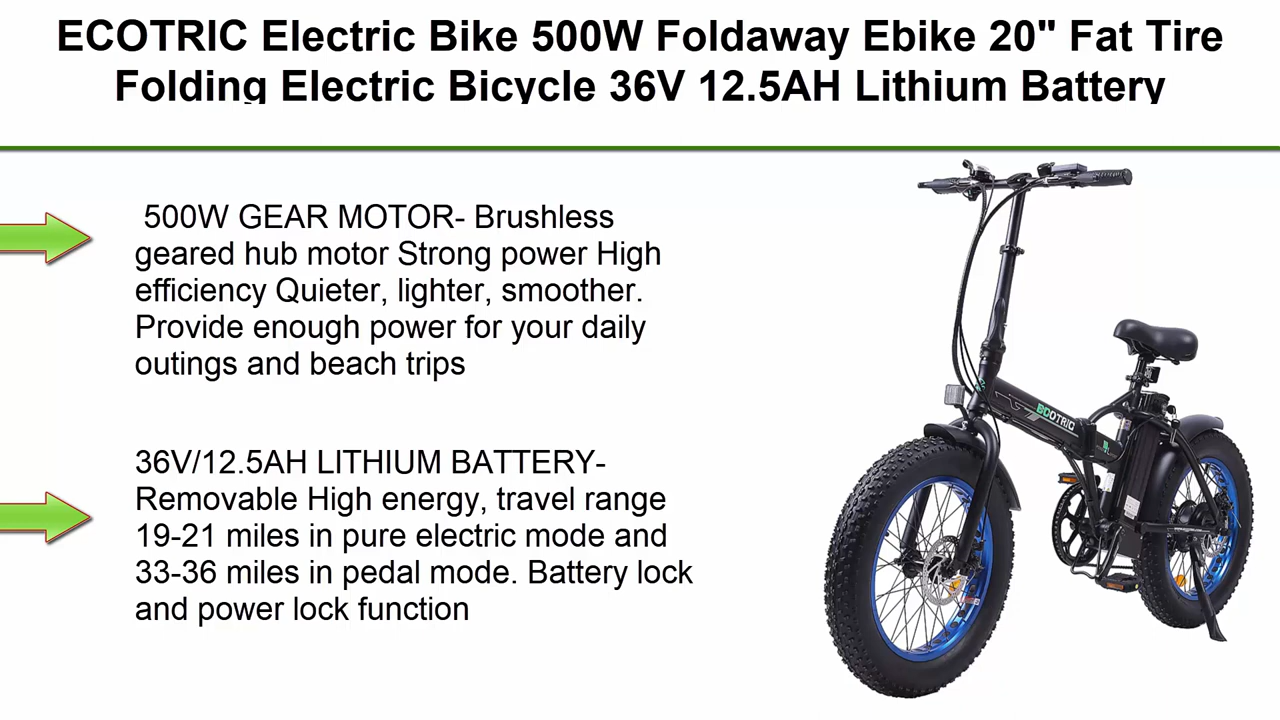 ECOTRIC Electric Bike 500W Foldaway Ebike 20" Fat Tire
Folding Electric Bicycle 36V 12.5AH Lithium Battery
500W GEAR MOTOR- Brushless
geared hub motor Strong power High
efficiency Quieter, lighter, smoother.
Provide enough power for your daily
outings and beach trips
36V/12.5AH LITHIUM BATTERY-
Removable High energy, travel range
19-21 miles in pure electric mode and
33-36 miles in pedal mode. Battery lock
and power lock function
ECOTRIC